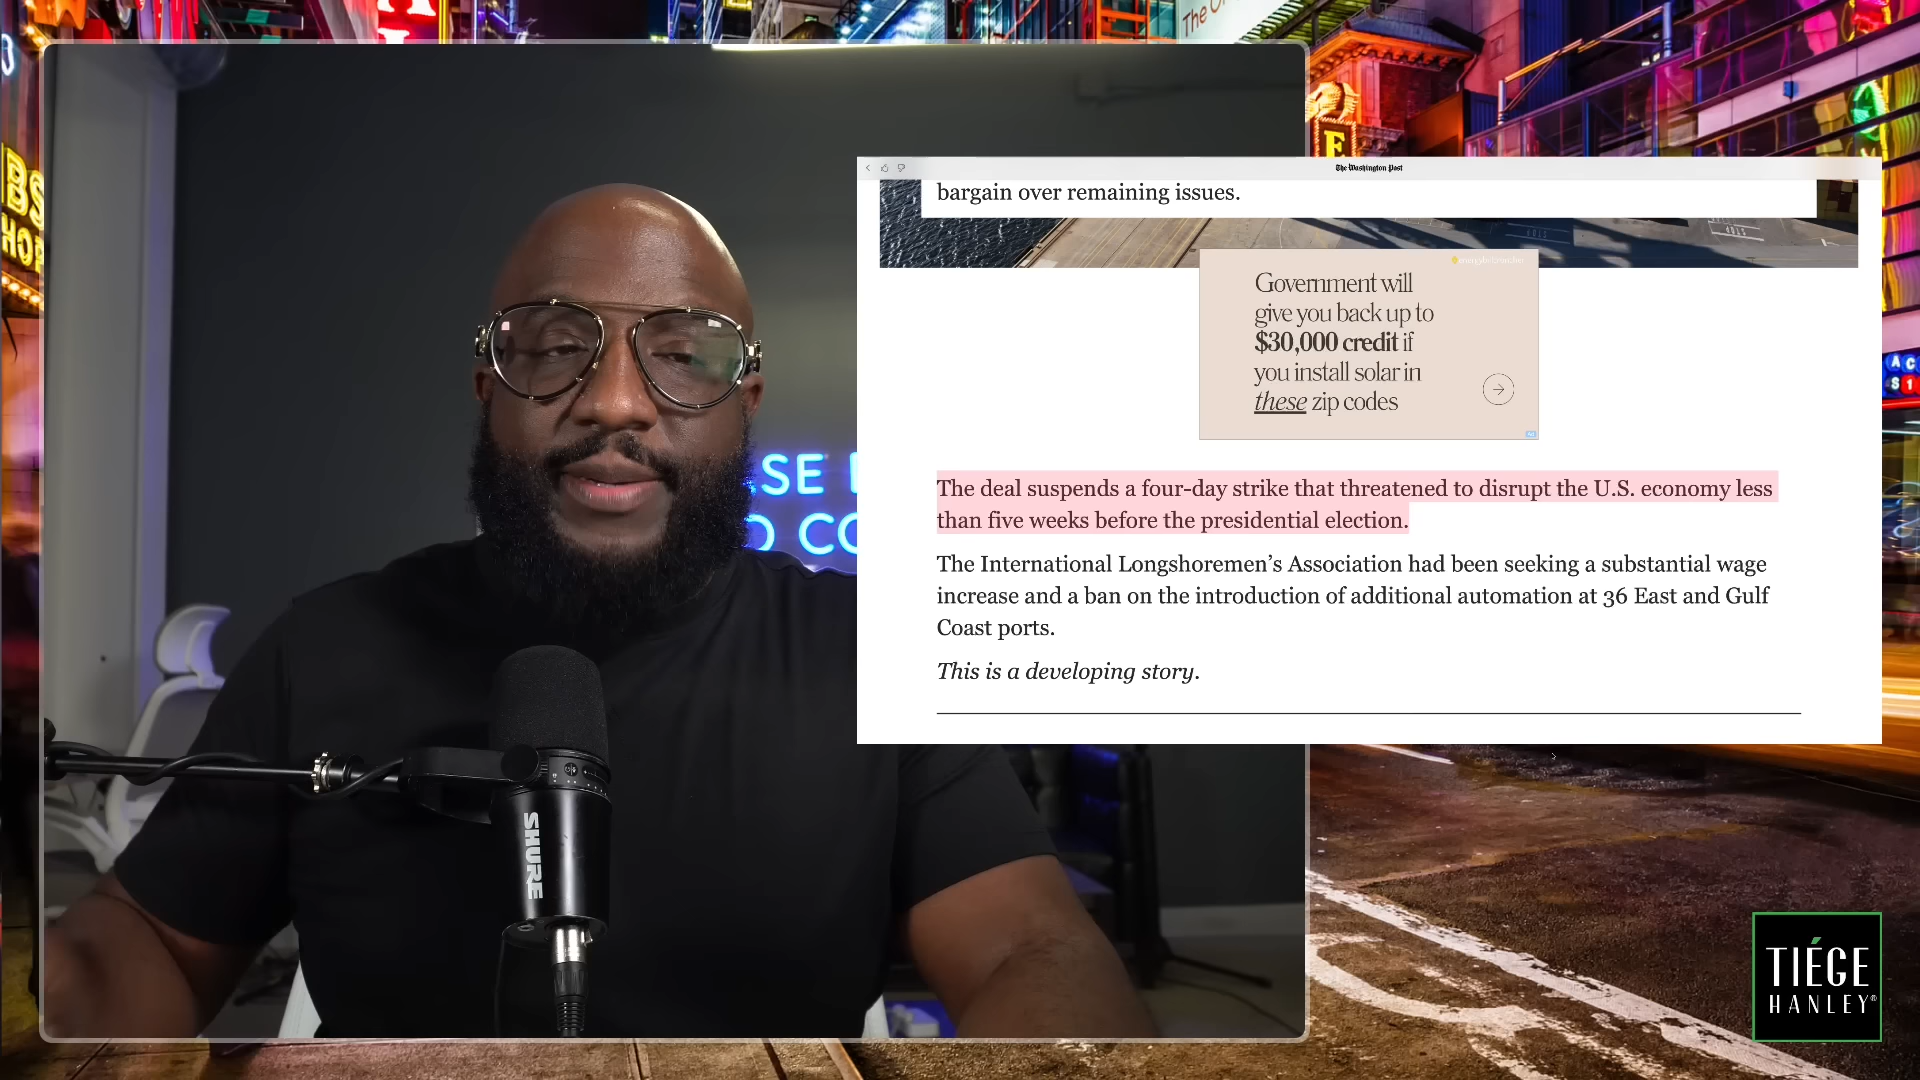 The Washington Post
bargain over remaining issues.
Government will
give you back up to
$30,000 credit if
you install solar in
these zip codes
The deal suspends a four-day strike that threatened to disrupt the U.S. economy less
than five weeks before the presidential election.
The International Longshoremen’s Association had been seeking a substantial wage
increase and a ban on the introduction of additional automation at 36 East and Gulf
Coast ports.
This is a developing story.
SHURE
TIÉGE
HANLEY®